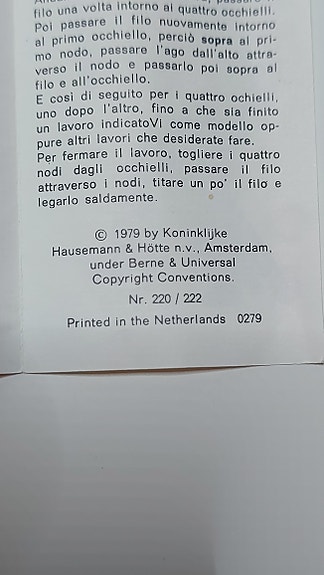 filo una volta intorno al quattro occhielli.
Poi passare il filo nuovamente intorno
al primo occhiello, perciò sopra al pri-
mo nodo, passare l'ago dall'alto attra-
verso il nodo e passarlo poi sopra al
filo e all'occhiello.
E così di seguito per i quattro ochielli,
uno dopo l'altro, fino a che sia finito
un lavoro indicatoVI come modello op-
pure altri lavori che desiderate fare.
Per fermare il lavoro, togliere i quattro
nodi dagli occhielli, passare il filo
attraverso i nodi, titare un po' il filo e
legarlo saldamente.
© 1979 by Koninklijke
Hausemann & Hötte n.v., Amsterdam,
under Berne & Universal
Copyright Conventions.
Nr. 220 / 222
Printed in the Netherlands 0279